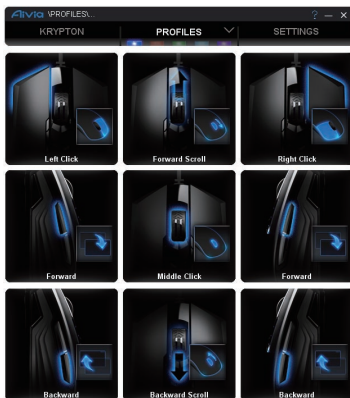 Aivia \PROFILES\... ? — ×
KRYPTON PROFILES SETTINGS
Left Click Forward Scroll Right Click
Forward Middle Click Forward
Backward Backward Scroll Backward